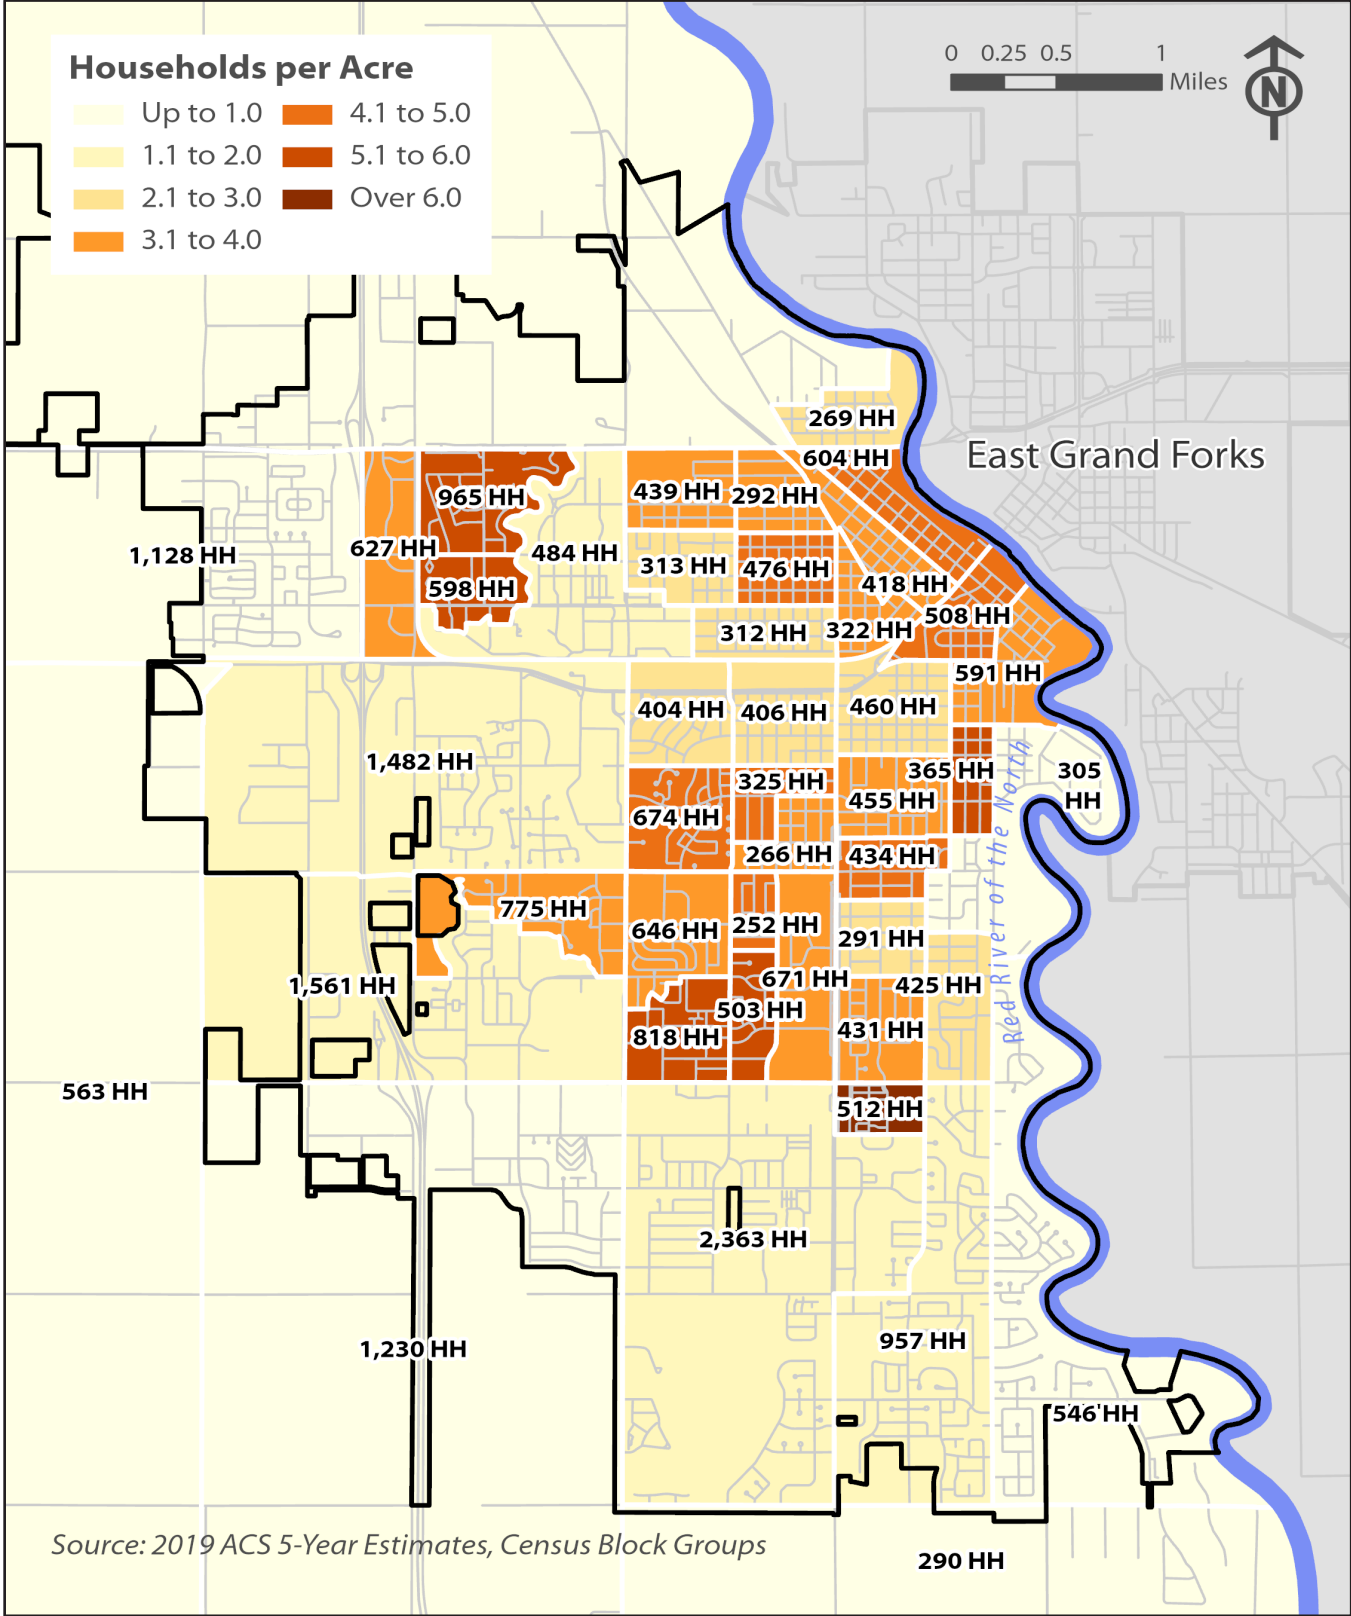 Households per Acre
Up to 1.0
1.1 to 2.0
2.1 to 3.0
3.1 to 4.0
4.1 to 5.0
5.1 to 6.0
Over 6.0
0 0.25 0.5 1
Miles
N
269 HH
604 HH
East Grand Forks
965 HH
439 HH
292 HH
627 HH
1,128 HH
484 HH
313 HH
476 HH
598 HH
418 HH
508 HH
312 HH
322 HH
591 HH
404 HH
406 HH
460 HH
1,482 HH
325 HH
365 HH
305
HH
674 HH
455 HH
266 HH
434 HH
775 HH
646 HH
252 HH
291 HH
671 HH
425 HH
1,561 HH
503 HH
818 HH
431 HH
Red River of the North
563 HH
512 HH
2,363 HH
1,230 HH
957 HH
546 HH
Source: 2019 ACS 5-Year Estimates, Census Block Groups
290 HH